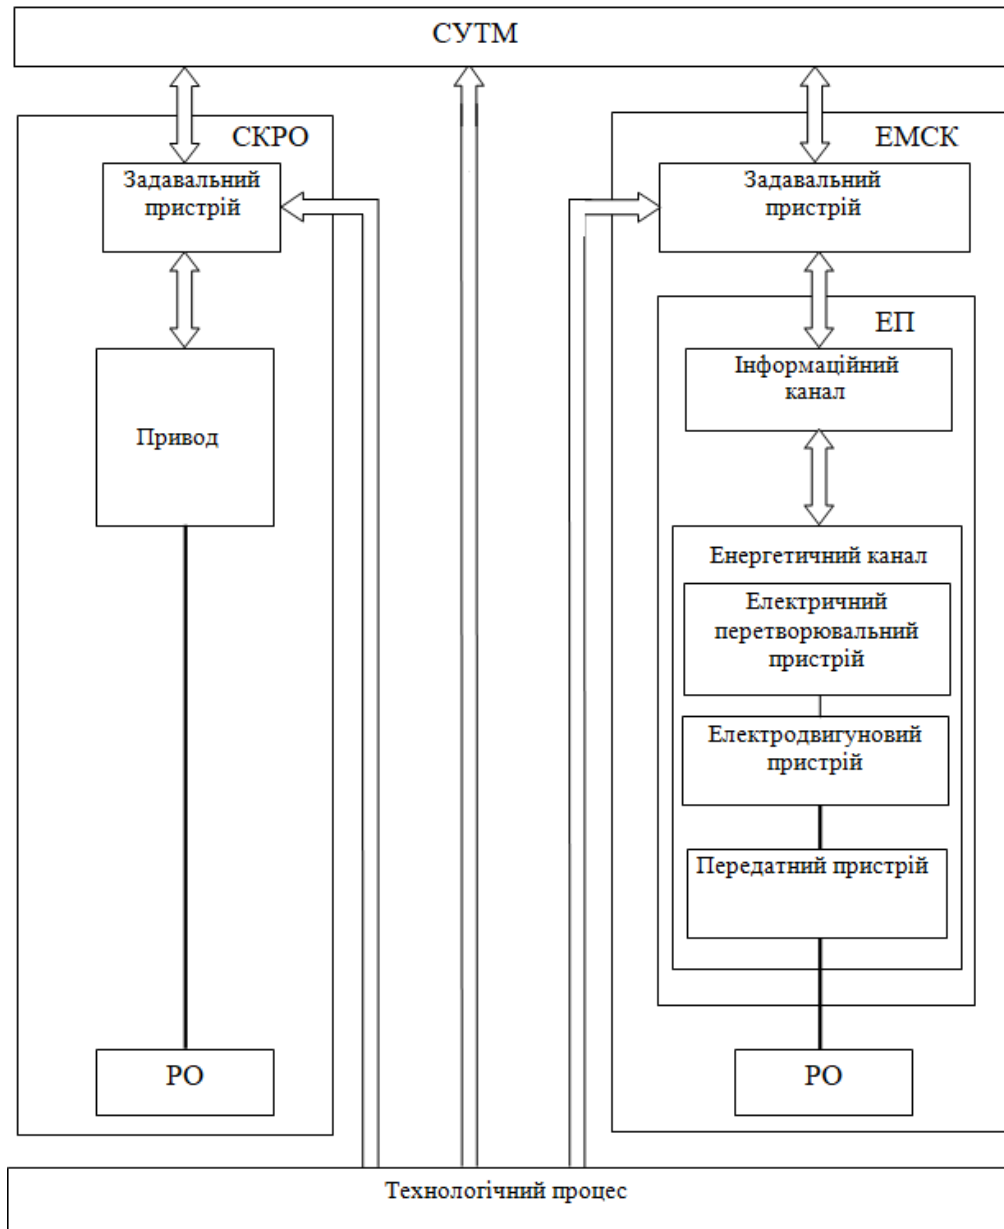 СУТМ
СКРО
Задавальний
пристрій
Привод
РО
ЕМСК
Задавальний
пристрій
ЕП
Інформаційний
канал
Енергетичний канал
Електричний
перетворювальний
пристрій
Електродвигуновий
пристрій
Передатний пристрій
РО
Технологічний процес